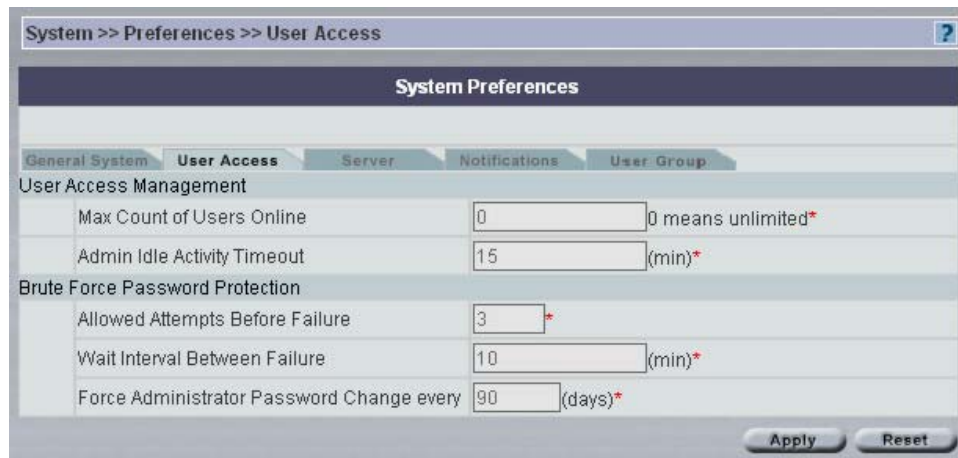 System >> Preferences >> User Access ?
System Preferences
General System User Access Server Notifications User Group
User Access Management
Max Count of Users Online 0 0 means unlimited*
Admin Idle Activity Timeout 15 (min)*
Brute Force Password Protection
Allowed Attempts Before Failure 3 *
Wait Interval Between Failure 10 (min)*
Force Administrator Password Change every 90 (days)*
Apply Reset